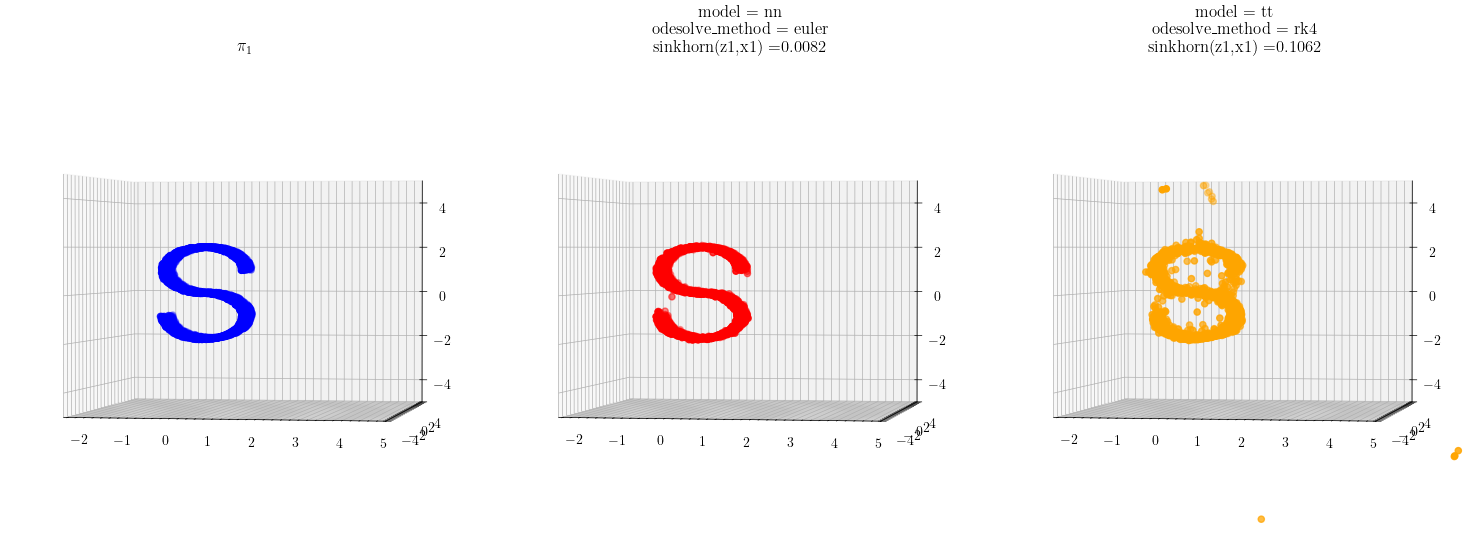 π1
model = nn
odesolve_method = euler
sinkhorn(z1,x1) =0.0082
model = tt
odesolve_method = rk4
sinkhorn(z1,x1) =0.1062
4
2
0
−2
−4
−2 −1 0 1 2 3 4 5
4
2
0
−2
−4
−2 −1 0 1 2 3 4 5
4
2
0
−2
−4
−2 −1 0 1 2 3 4 5